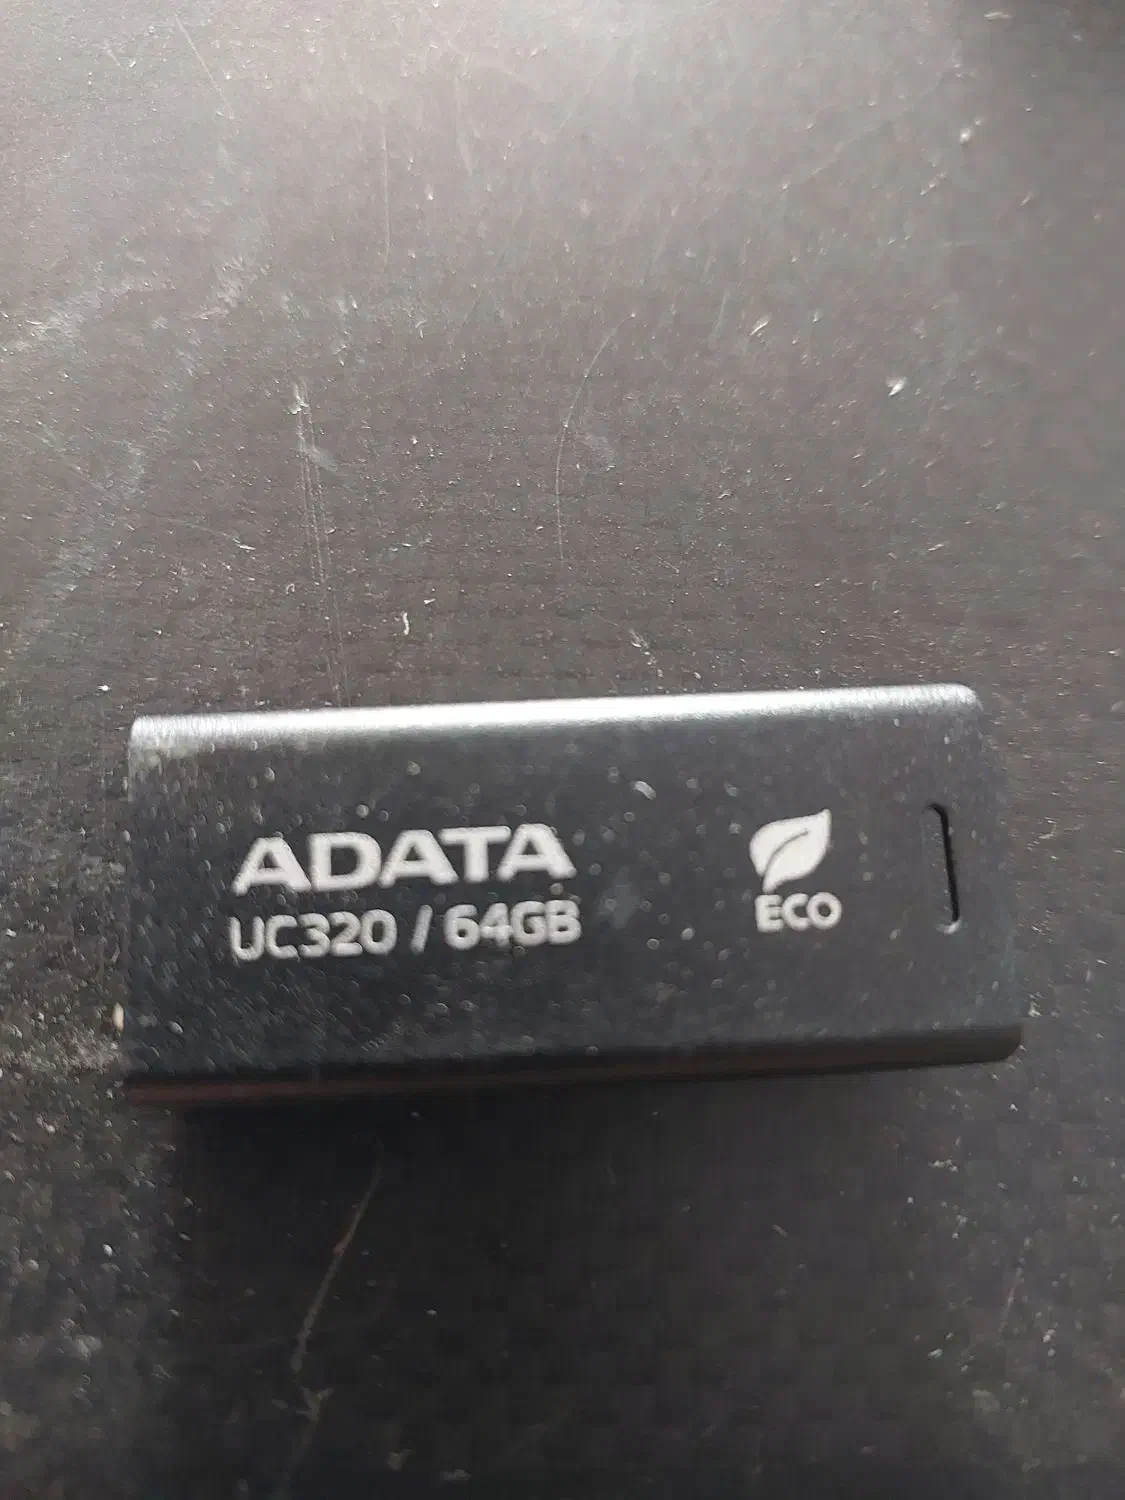 ADATA
UC320 / 64GB
ECO